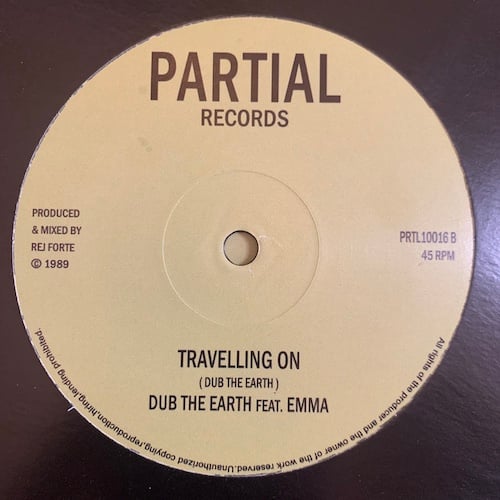 PARTIAL
RECORDS
PRODUCED
& MIXED BY
REJ FORTE
© 1989
PRTL10016 B
45 RPM
TRAVELLING ON
( DUB THE EARTH )
DUB THE EARTH FEAT. EMMA
All rights of the producer and the owner of the work reserved.Unauthorized copying,reproduction,hiring,lending prohibited.